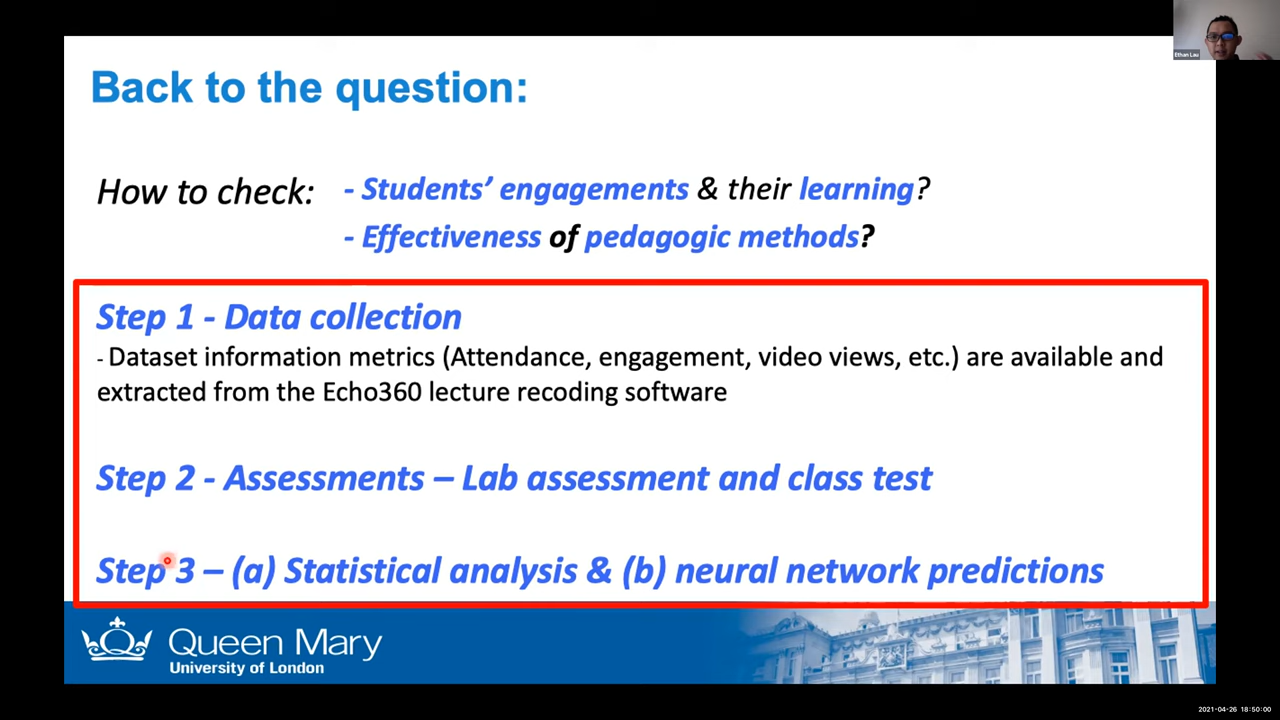 Ethan Lau
Back to the question:
How to check: - Students’ engagements & their learning?
- Effectiveness of pedagogic methods?
Step 1 - Data collection
- Dataset information metrics (Attendance, engagement, video views, etc.) are available and
extracted from the Echo360 lecture recoding software
Step 2 - Assessments – Lab assessment and class test
Step 3 – (a) Statistical analysis & (b) neural network predictions
Queen Mary
University of London
2021-04-26 18:50:00